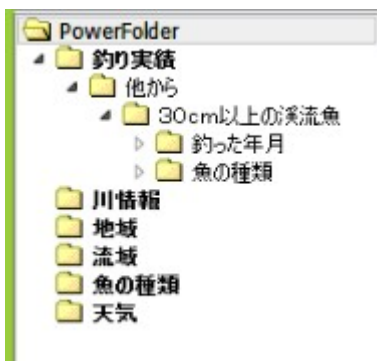 PowerFolder
釣り実績
他から
30cm以上の渓流魚
釣った年月
魚の種類
川情報
地域
流域
魚の種類
天気